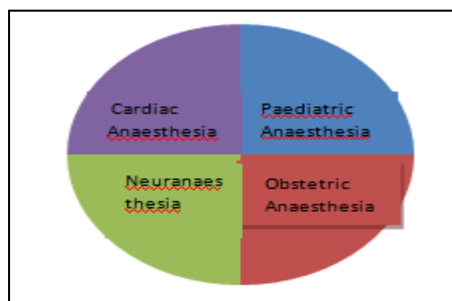 Cardiac
Anaesthesia
Paediatric
Anaesthesia
Neuranaes
thesia
Obstetric
Anaesthesia